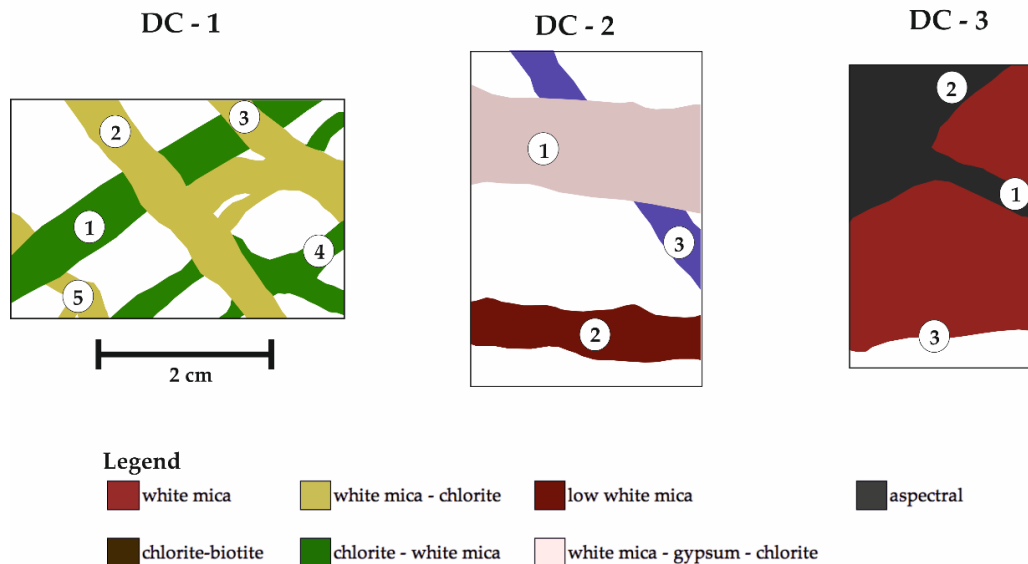 DC - 1
DC - 2
DC - 3
1
2
3
4
5
1
2
3
2
1
3
2 cm
Legend
white mica
white mica - chlorite
low white mica
aspectral
chlorite-biotite
chlorite - white mica
white mica - gypsum - chlorite